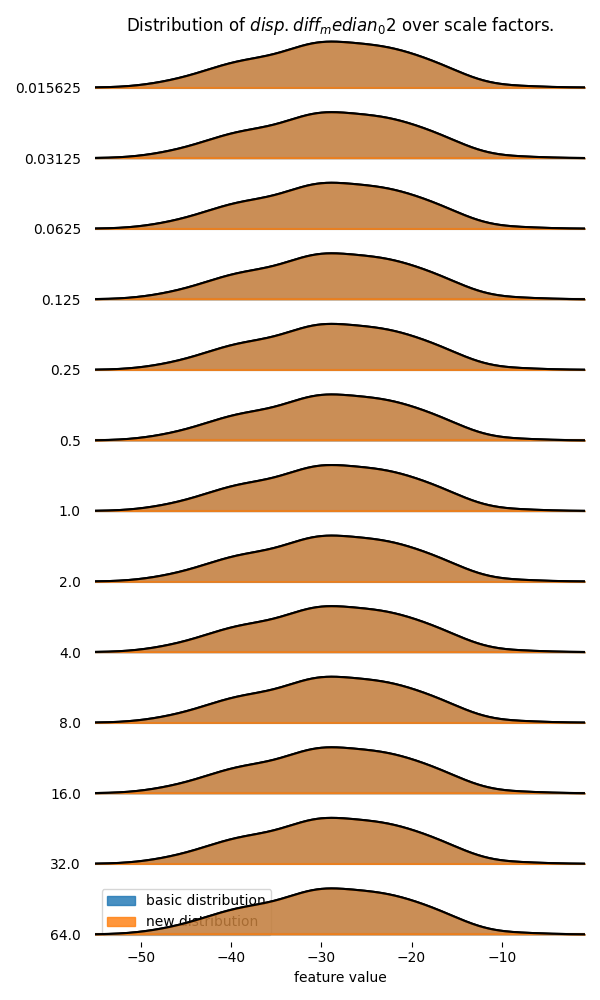 Distribution of disp.diff_median_02 over scale factors.
0.015625
0.03125
0.0625
0.125
0.25
0.5
1.0
2.0
4.0
8.0
16.0
32.0
64.0
basic distribution
new distribution
−50 −40 −30 −20 −10
feature value